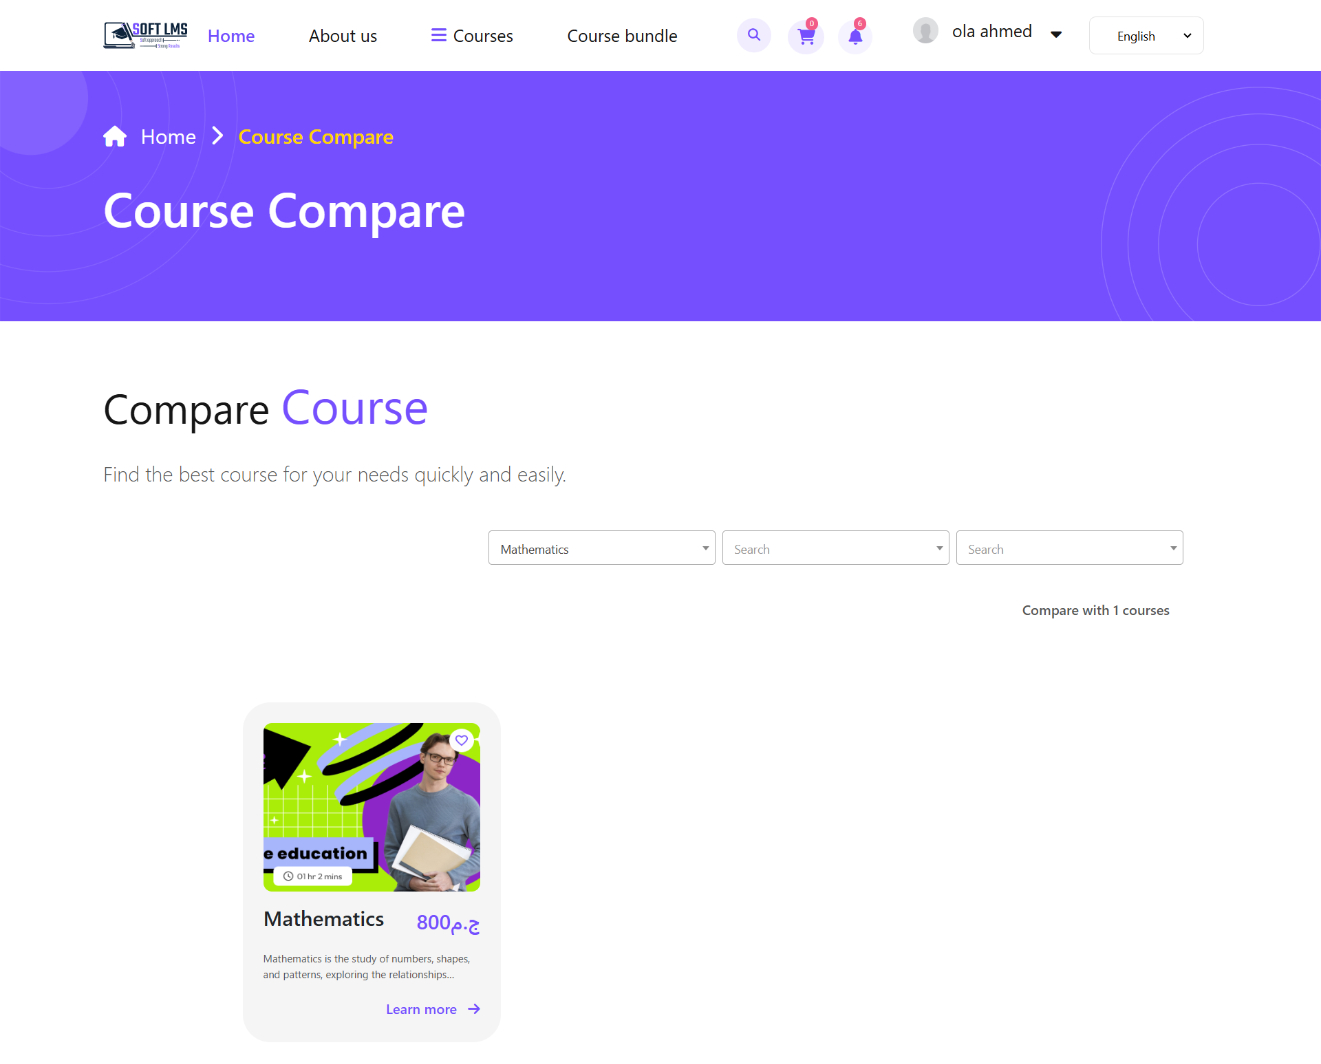 SOFT LMS
Home
About us
Courses
Course bundle
0
6
ola ahmed
English
Home
Course Compare
Course Compare
Compare Course
Find the best course for your needs quickly and easily.
Mathematics
Search
Search
Compare with 1 courses
e education
01 hr 2 mins
Mathematics
800ج.م
Mathematics is the study of numbers, shapes,
and patterns, exploring the relationships...
Learn more